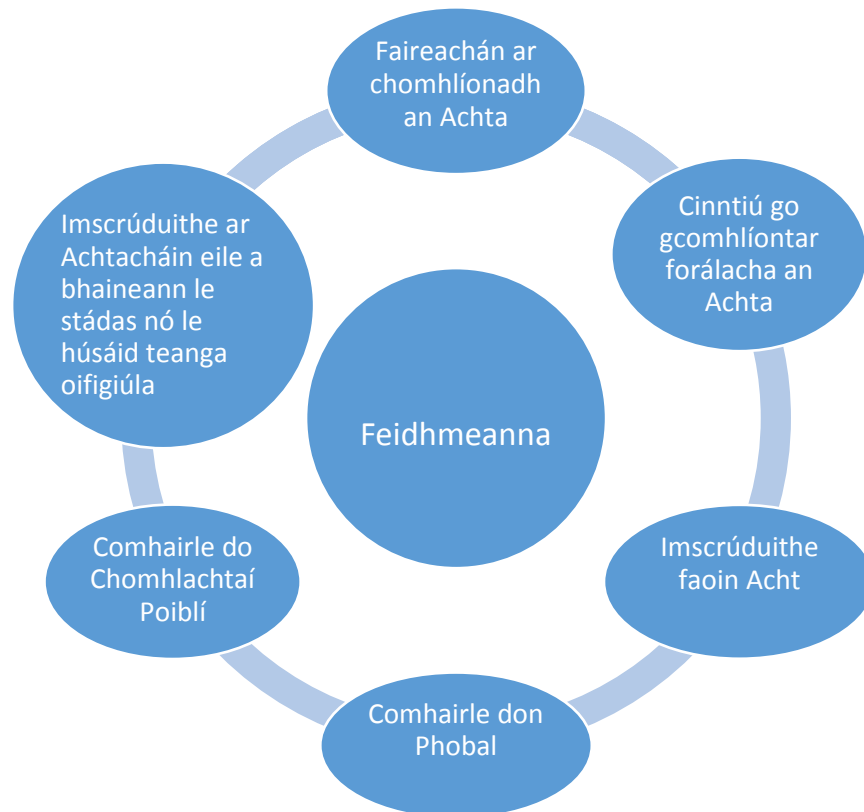 Faireachán ar
chomhlíonadh
an Achta
Cinntiú go
gcomhlíontar
forálacha an
Achta
Imscrúduithe
faoin Acht
Comhairle don
Phobal
Comhairle do
Chomhlachtaí
Poiblí
Imscrúduithe ar
Achtacháin eile a
bhaineann le
stádas nó le
húsáid teanga
oifigiúla
Feidhmeanna